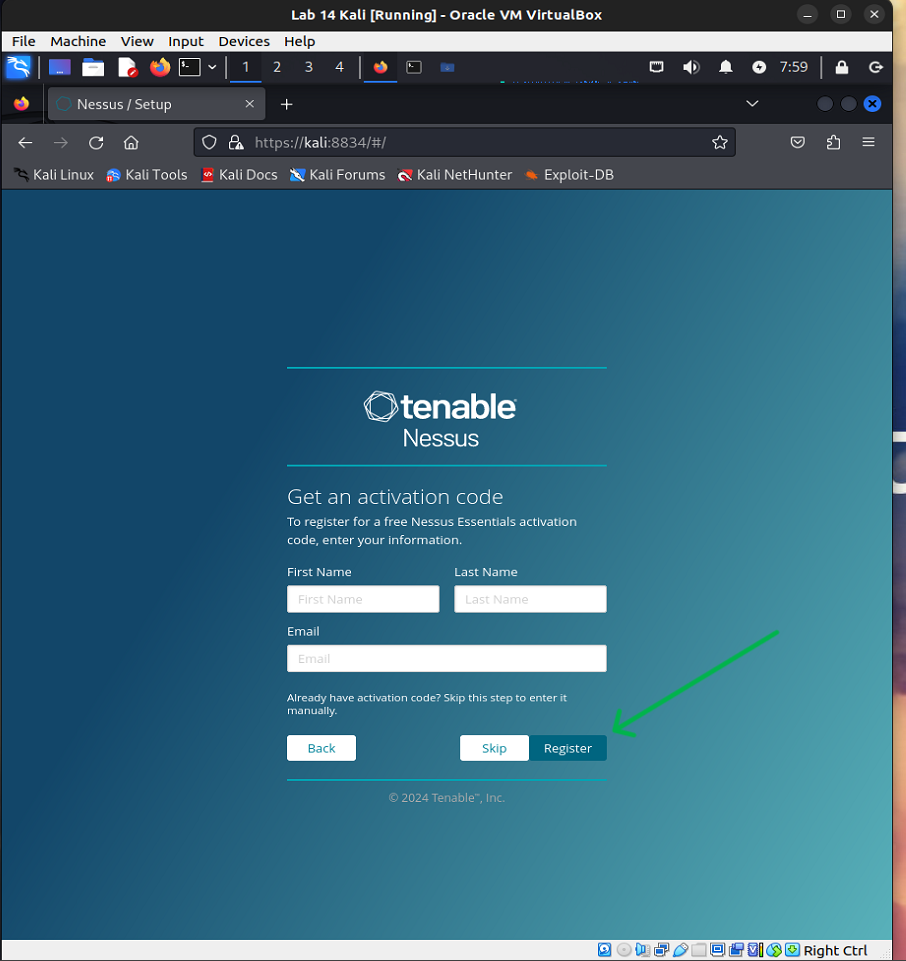 Lab 14 Kali [Running] - Oracle VM VirtualBox
File Machine View Input Devices Help
1 2 3 4 7:59
Nessus / Setup
https://kali:8834/#/
Kali Linux Kali Tools Kali Docs Kali Forums Kali NetHunter Exploit-DB
tenable
Nessus
Get an activation code
To register for a free Nessus Essentials activation
code, enter your information.
First Name Last Name
First Name Last Name
Email
Email
Already have activation code? Skip this step to enter it
manually.
Back Skip Register
© 2024 Tenable™, Inc.
Right Ctrl